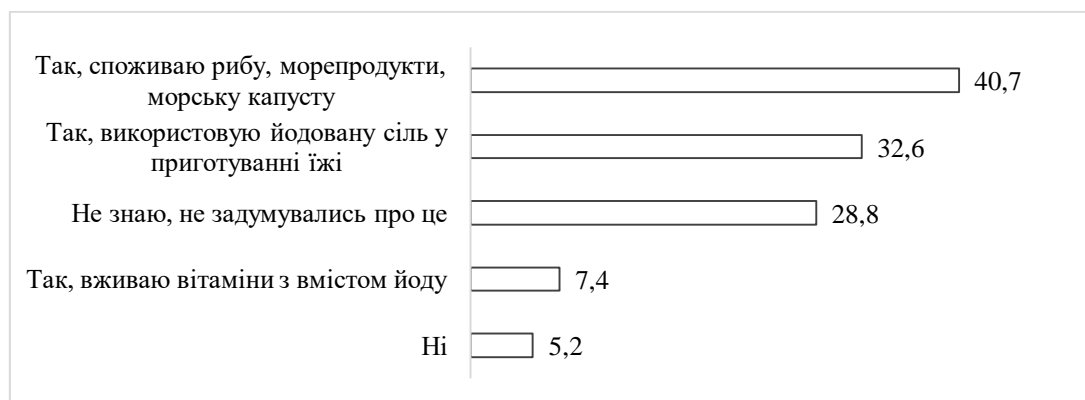 Так, споживаю рибу, морепродукти,
морську капусту
40,7
Так, використовую йодовану сіль у
приготуванні їжі
32,6
Не знаю, не задумувались про це
28,8
Так, вживаю вітаміни з вмістом йоду
7,4
Ні
5,2